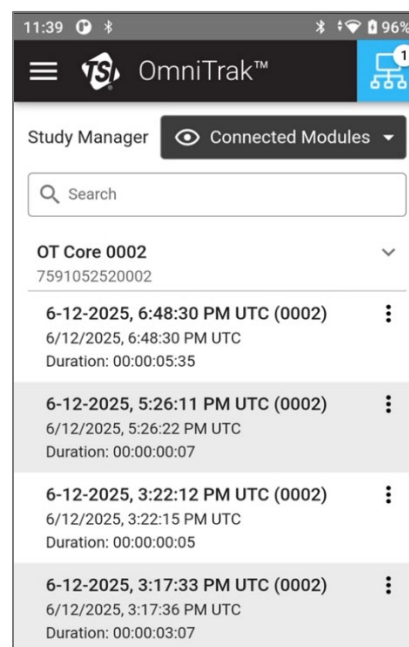 11:39 96%
TSI OmniTrak™ 1
Study Manager Connected Modules
Search
OT Core 0002
7591052520002
6-12-2025, 6:48:30 PM UTC (0002)
6/12/2025, 6:48:30 PM UTC
Duration: 00:00:05:35
6-12-2025, 5:26:11 PM UTC (0002)
6/12/2025, 5:26:22 PM UTC
Duration: 00:00:00:07
6-12-2025, 3:22:12 PM UTC (0002)
6/12/2025, 3:22:15 PM UTC
Duration: 00:00:00:05
6-12-2025, 3:17:33 PM UTC (0002)
6/12/2025, 3:17:36 PM UTC
Duration: 00:00:03:07